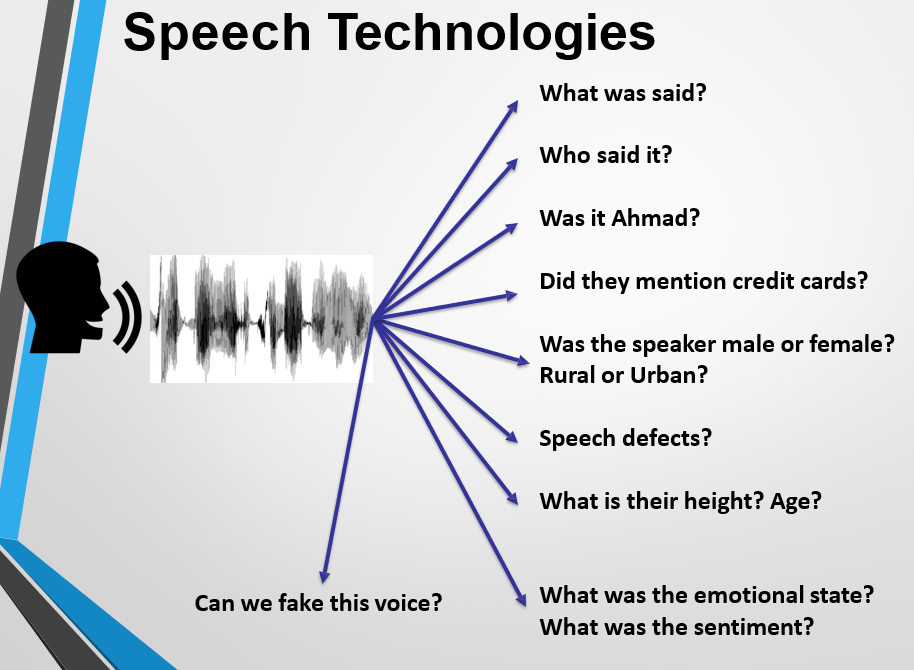 Speech Technologies
What was said?
Who said it?
Was it Ahmad?
Did they mention credit cards?
Was the speaker male or female?
Rural or Urban?
Speech defects?
What is their height? Age?
What was the emotional state?
What was the sentiment?
Can we fake this voice?